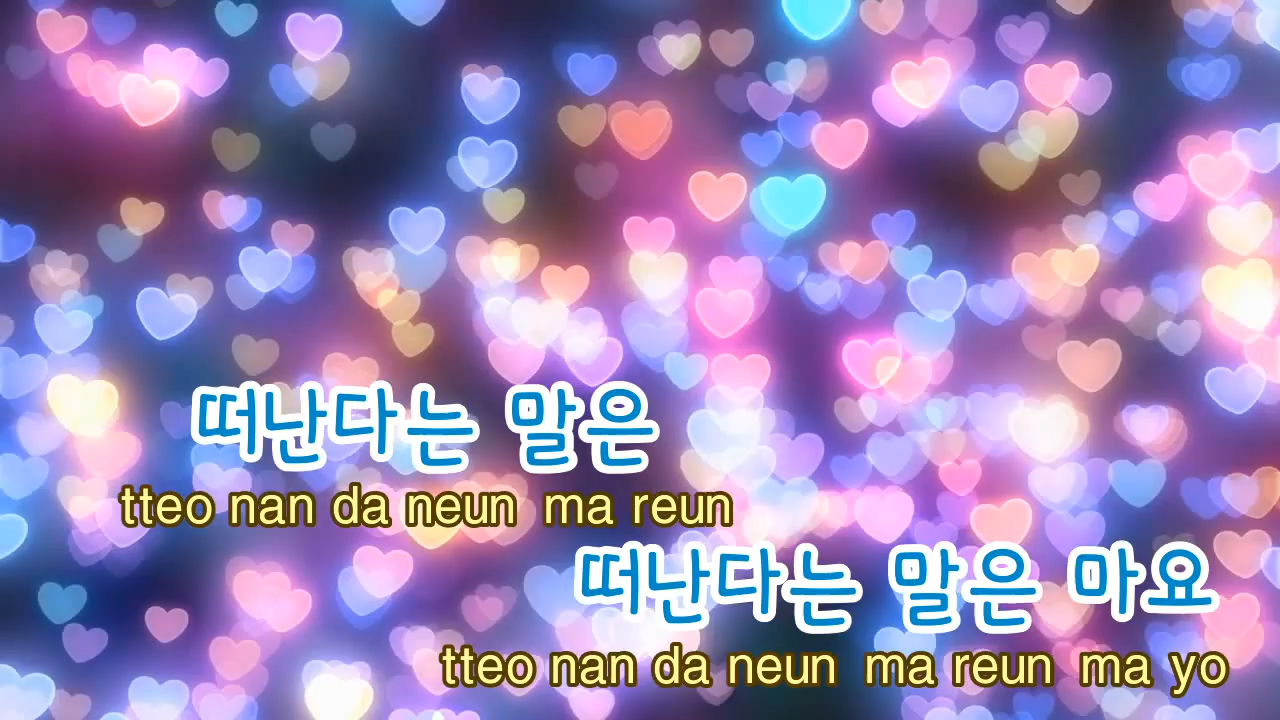 떠난다는 말은
tteo nan da neun ma reun
떠난다는 말은 마요
tteo nan da neun ma reun ma yo